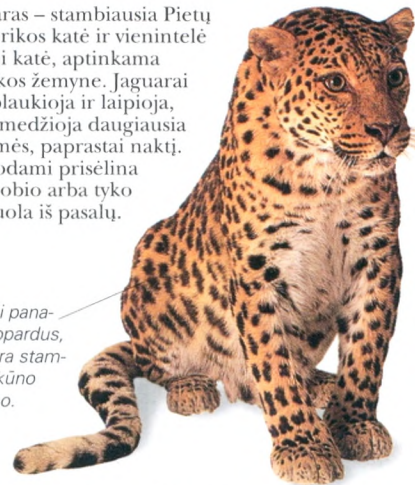 aras – stambiausia Pietų
rikos katė ir vienintelė
i katė, aptinkama
kos žemyne. Jaguarai
plaukioja ir laipioja,
medžioja daugiausia
mės, paprastai naktį.
odami prisėlina
obio arba tyko
uola iš pasalų.
i pana-
opardus,
ra stam-
kūno
o.